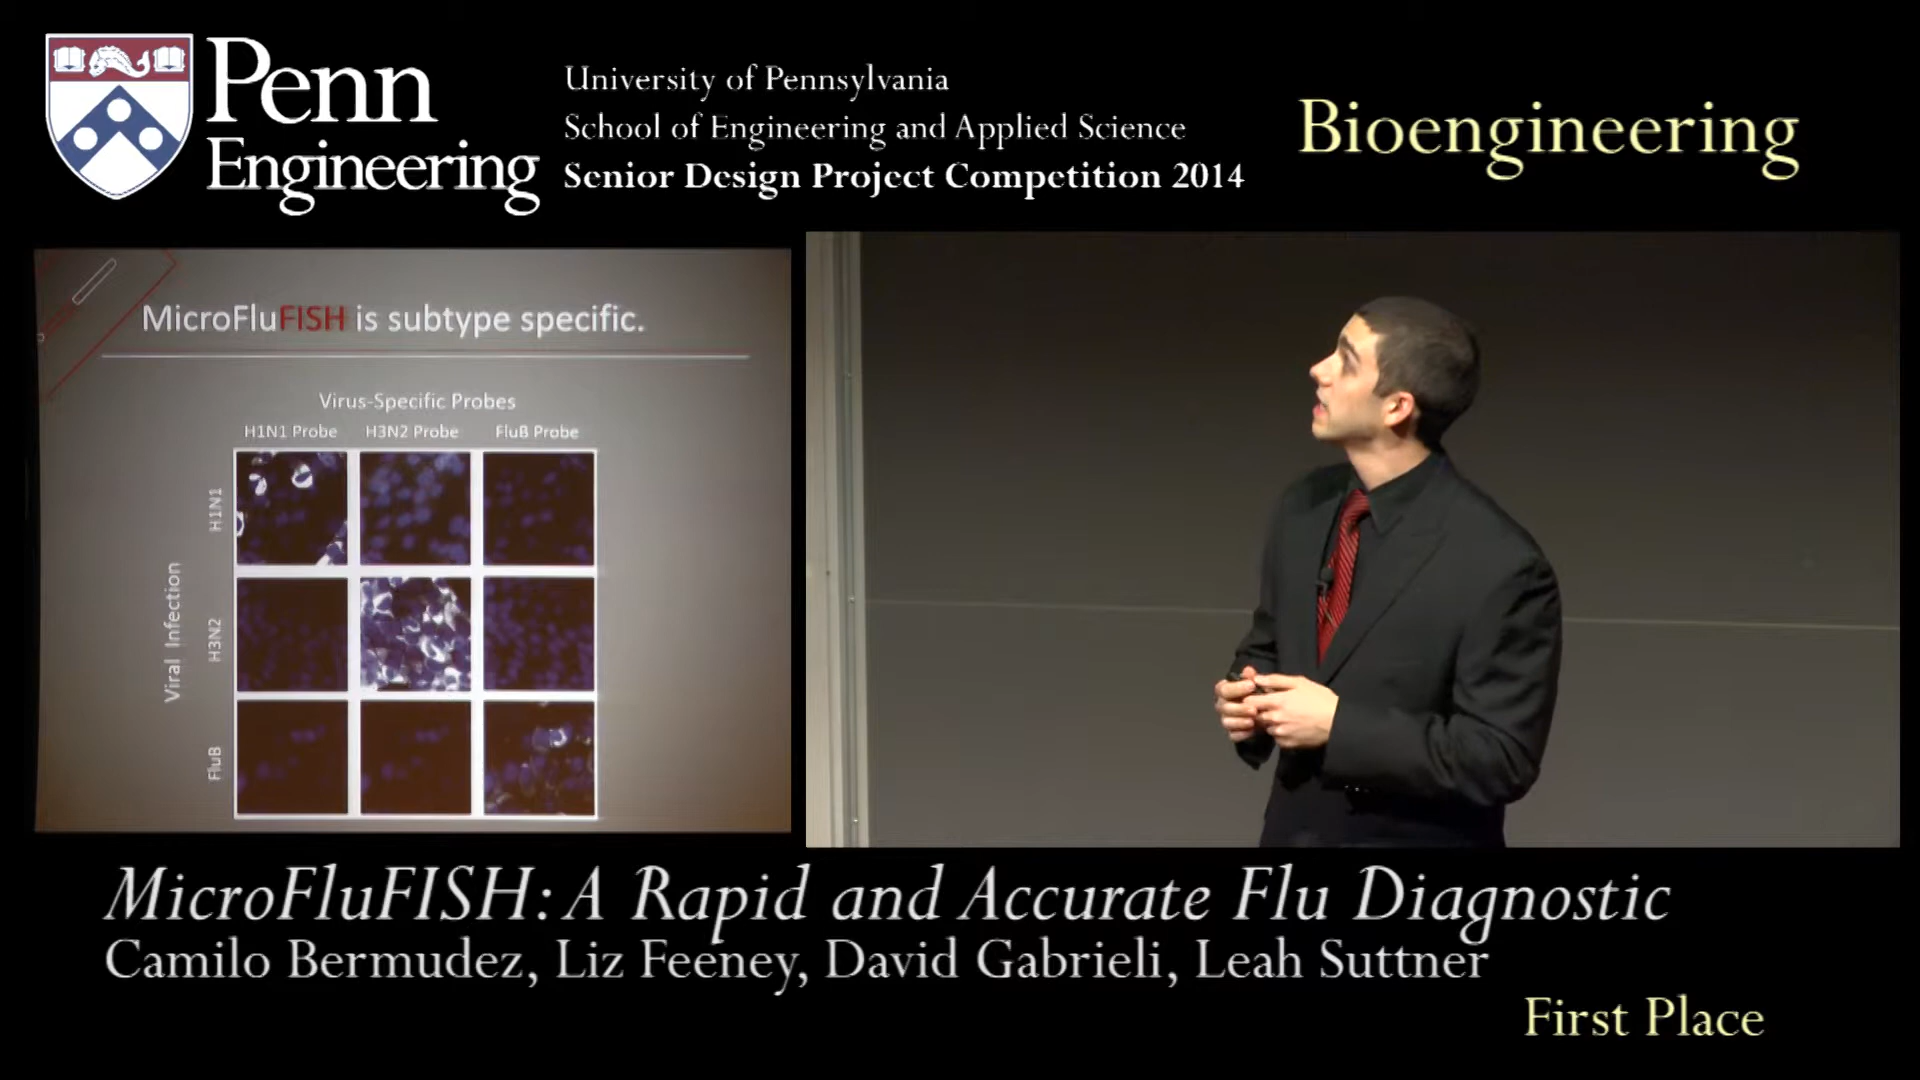 Penn
Engineering
University of Pennsylvania
School of Engineering and Applied Science
Senior Design Project Competition 2014
Bioengineering
MicroFluFISH is subtype specific.
Virus-Specific Probes
H1N1 Probe H3N2 Probe FluB Probe
Viral Infection
H1N1
H3N2
FluB
MicroFluFISH: A Rapid and Accurate Flu Diagnostic
Camilo Bermudez, Liz Feeney, David Gabrieli, Leah Suttner
First Place